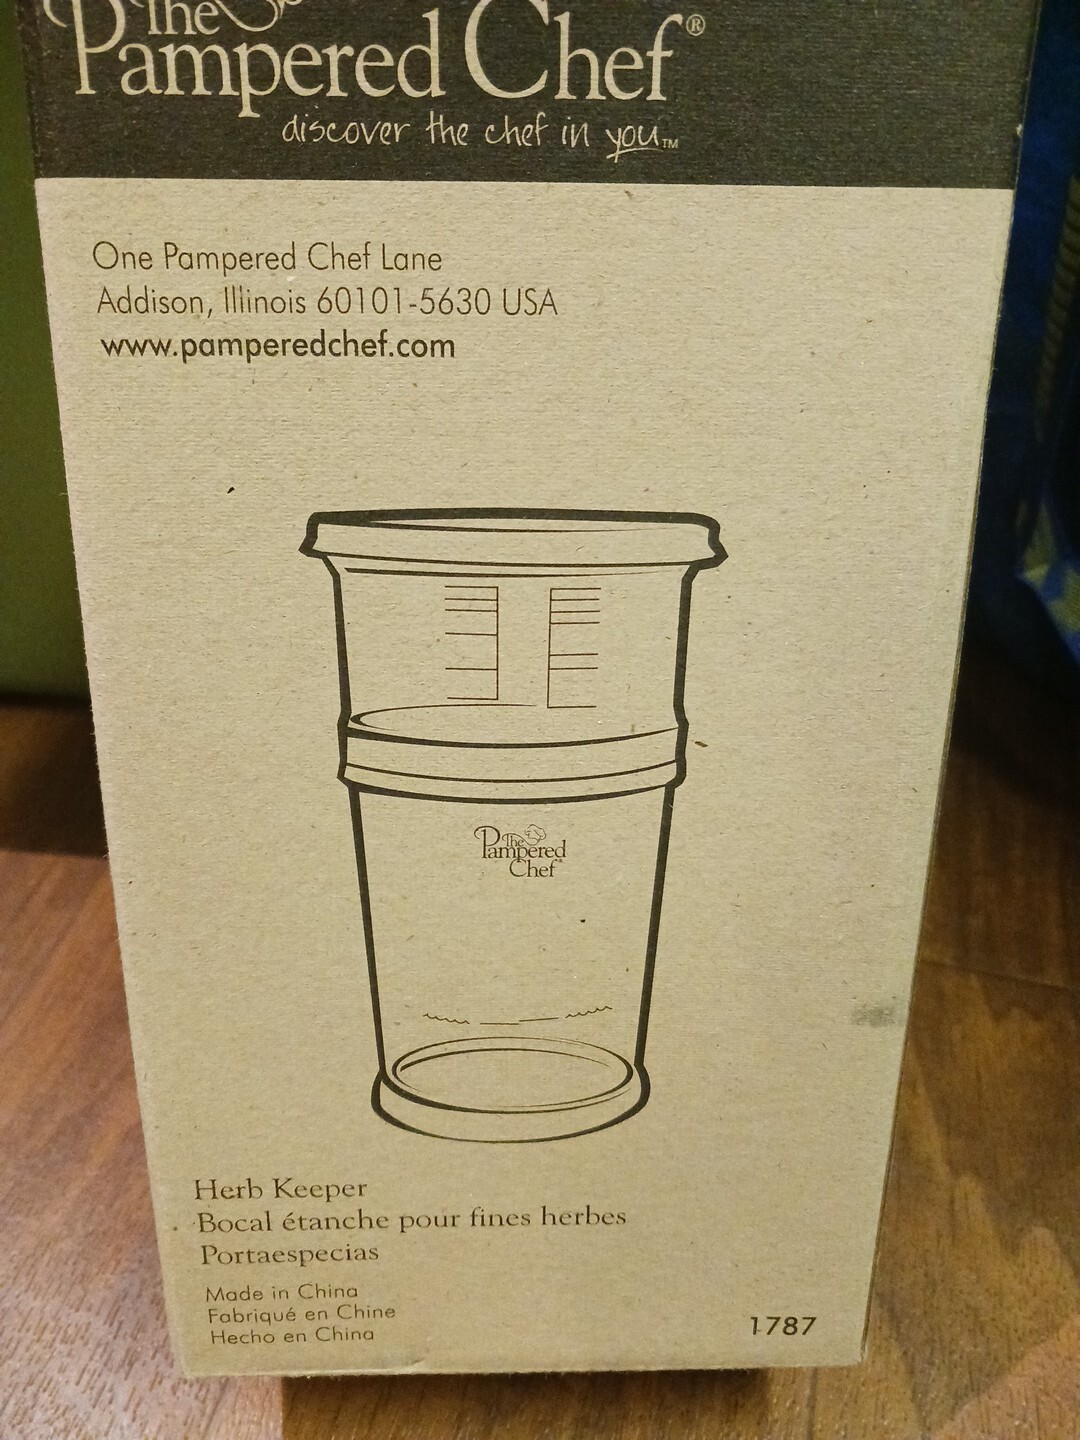 The
Pampered Chef®
discover the chef in you™
One Pampered Chef Lane
Addison, Illinois 60101-5630 USA
www.pamperedchef.com
The
Pampered
Chef
Herb Keeper
Bocal étanche pour fines herbes
Portaespecias
Made in China
Fabriqué en Chine
Hecho en China
1787